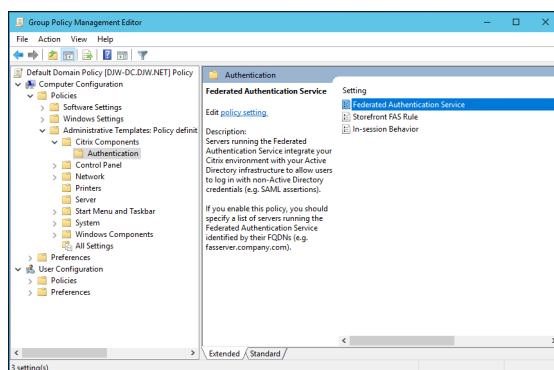 Group Policy Management Editor
File Action View Help
Default Domain Policy [DJW-DC.DJW.NET] Policy
Computer Configuration
Policies
Software Settings
Windows Settings
Administrative Templates: Policy definit
Citrix Components
Authentication
Control Panel
Network
Printers
Server
Start Menu and Taskbar
System
Windows Components
All Settings
Preferences
User Configuration
Policies
Preferences
Authentication
Federated Authentication Service
Edit policy setting
Description:
Servers running the Federated
Authentication Service integrate your
Citrix environment with your Active
Directory infrastructure to allow users
to log in with non-Active Directory
credentials (e.g. SAML assertions).
If you enable this policy, you should
specify a list of servers running the
Federated Authentication Service
identified by their FQDNs (e.g.
fasserver.company.com).
Setting
Federated Authentication Service
Storefront FAS Rule
In-session Behavior
Extended Standard
3 setting(s)